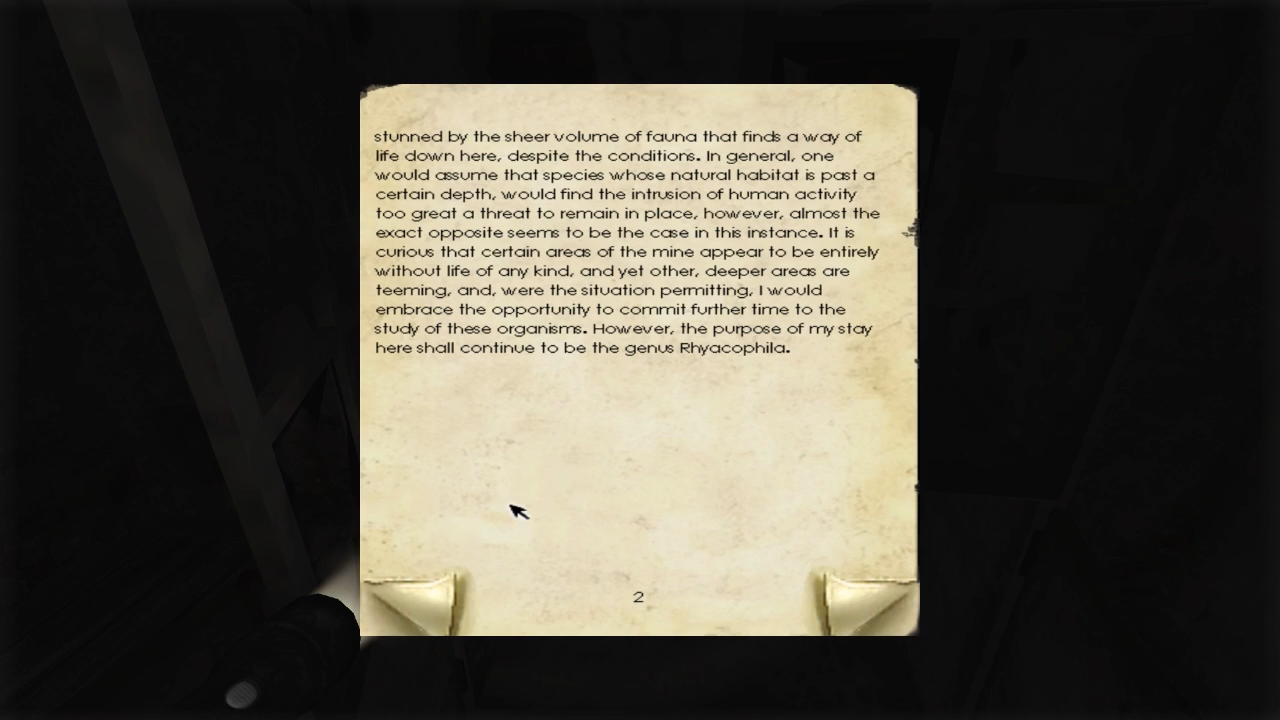 stunned by the sheer volume of fauna that finds a way of
life down here, despite the conditions. In general, one
would assume that species whose natural habitat is past a
certain depth, would find the intrusion of human activity
too great a threat to remain in place, however, almost the
exact opposite seems to be the case in this instance. It is
curious that certain areas of the mine appear to be entirely
without life of any kind, and yet other, deeper areas are
teeming, and, were the situation permitting, I would
embrace the opportunity to commit further time to the
study of these organisms. However, the purpose of my stay
here shall continue to be the genus Rhyacophila.
2